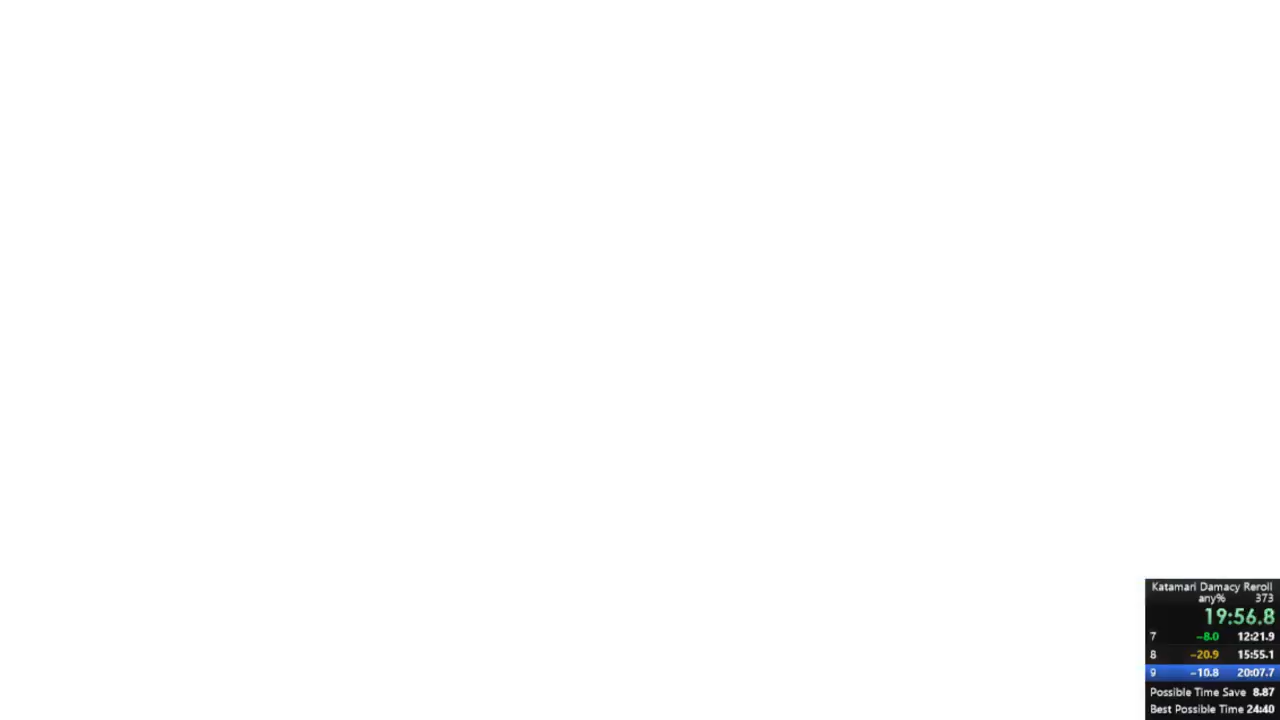 Katamari Damacy Reroll
any% 373
19:56.8
7 -8.0 12:21.9
8 -20.9 15:55.1
9 -10.8 20:07.7
Possible Time Save 8.87
Best Possible Time 24:40